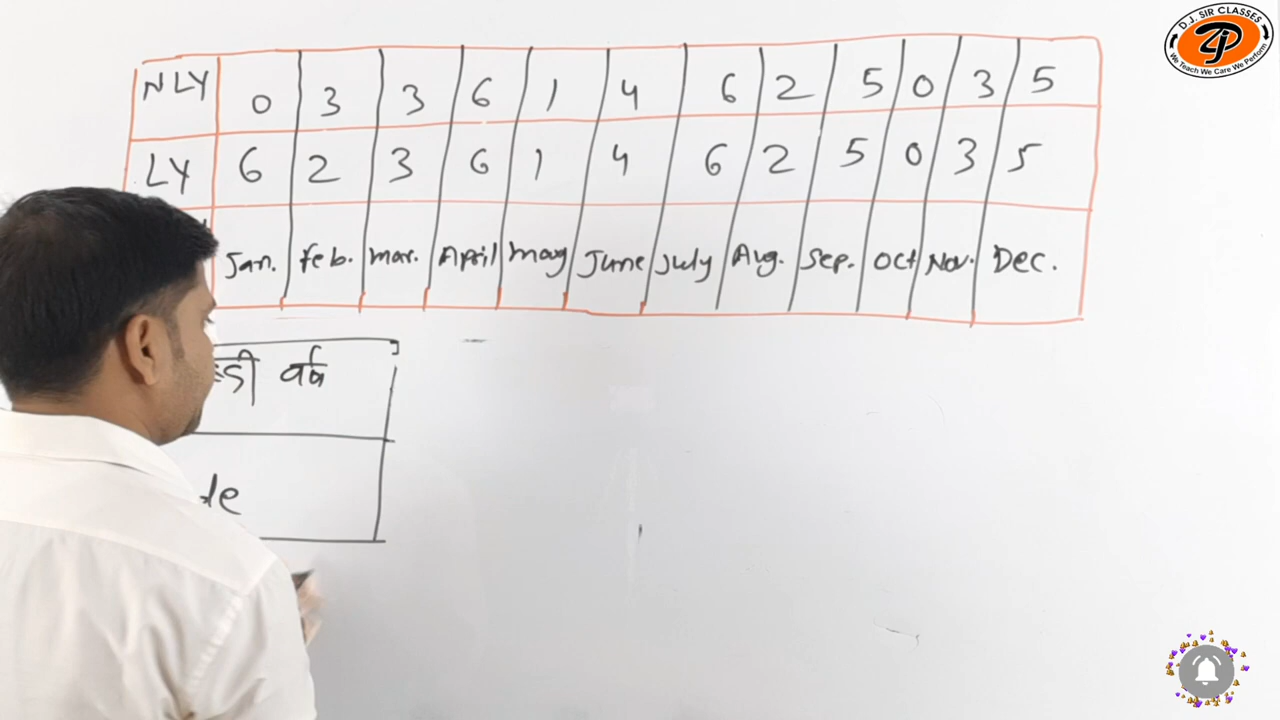 D.J. SIR CLASSES
We Teach We Care We Perform
NLY 0 3 3 6 1 4 6 2 5 0 3 5
LY 6 2 3 6 1 4 6 2 5 0 3 5
Jan. feb. mar. April may June July Aug. Sep. Oct Nov. Dec.
वर्ष
de